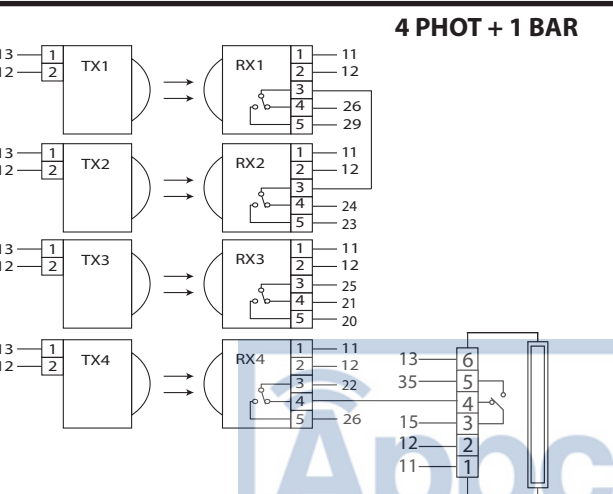 4 PHOT + 1 BAR
13 1 TX1 RX1 1 11
12 2 2 12
3
4 26
5 29
13 1 TX2 RX2 1 11
12 2 2 12
3
4 24
5 23
13 1 TX3 RX3 1 11
12 2 2 12
3 25
4 21
5 20
13 1 TX4 RX4 1 11
12 2 2 12
3 22
4
5 26
13 6
35 5
4
15 3
12 2
11 1